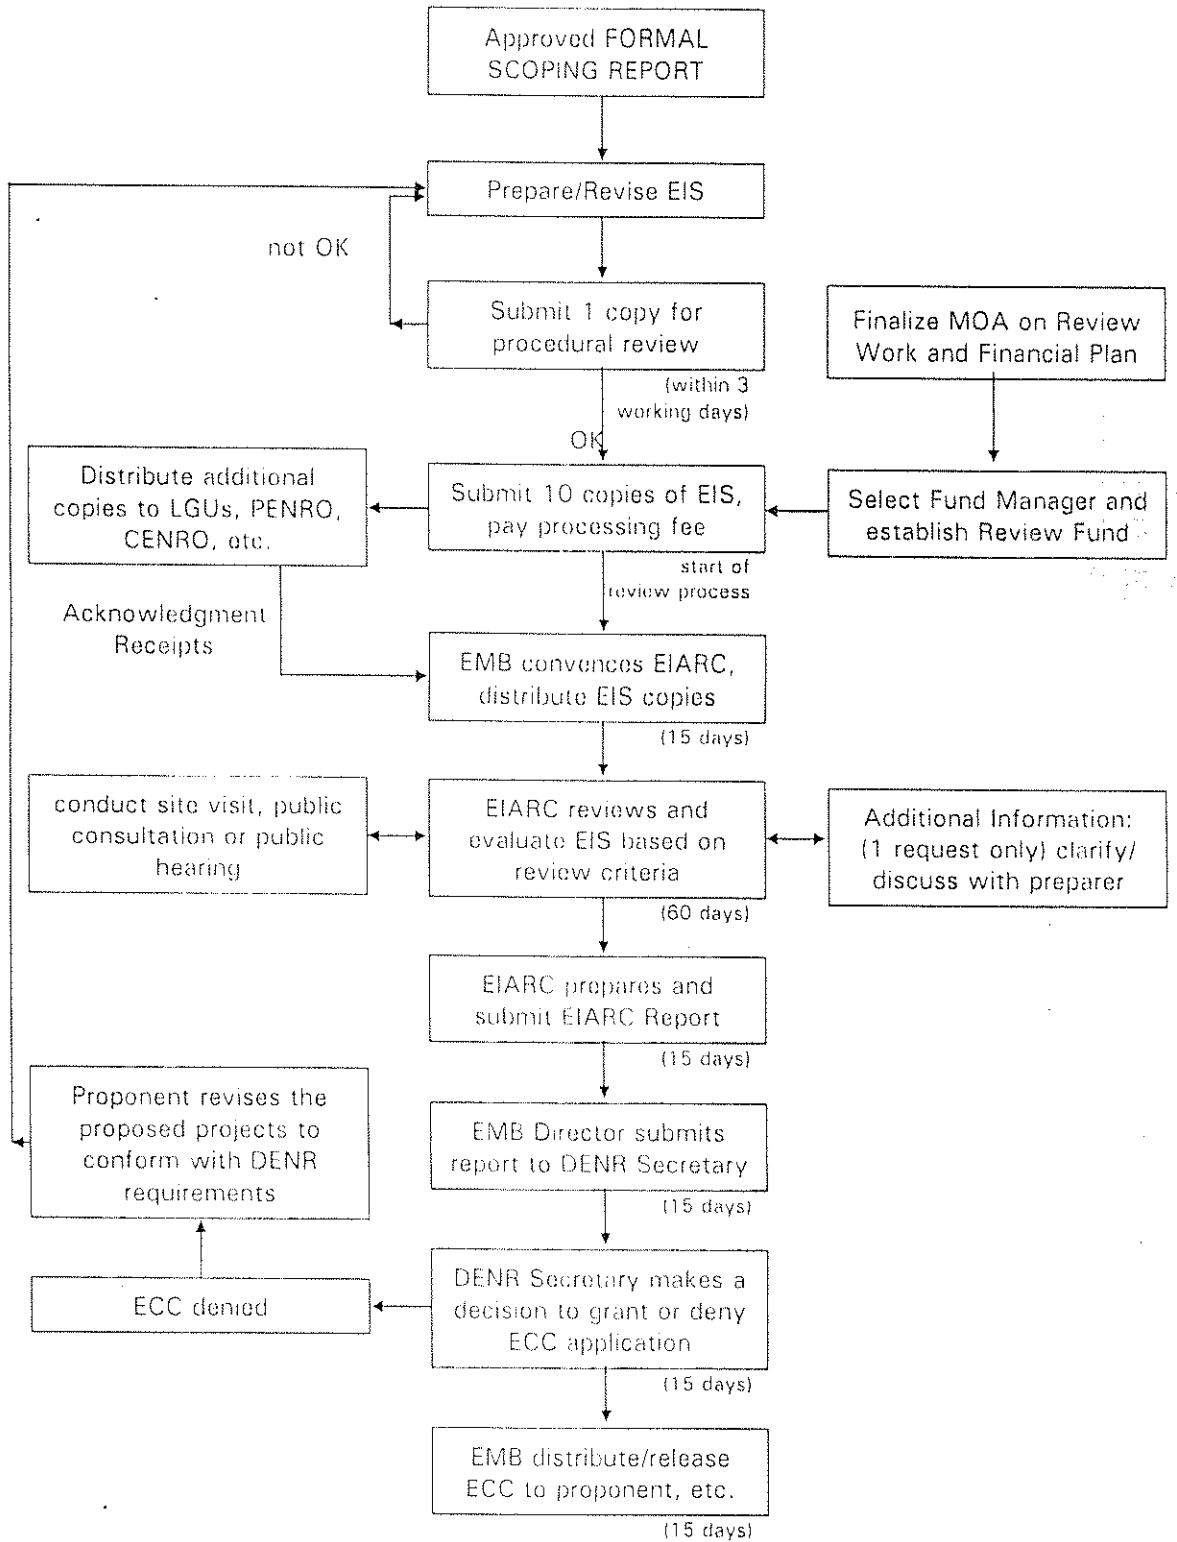 Approved FORMAL
SCOPING REPORT
Prepare/Revise EIS
not OK
Submit 1 copy for
procedural review
(within 3
working days)
Finalize MOA on Review
Work and Financial Plan
OK
Distribute additional
copies to LGUs, PENRO,
CENRO, etc.
Submit 10 copies of EIS,
pay processing fee
Select Fund Manager and
establish Review Fund
start of
review process
Acknowledgment
Receipts
EMB convences EIARC,
distribute EIS copies
(15 days)
conduct site visit, public
consultation or public
hearing
EIARC reviews and
evaluate EIS based on
review criteria
(60 days)
Additional Information:
(1 request only) clarify/
discuss with preparer
EIARC prepares and
submit EIARC Report
(15 days)
Proponent revises the
proposed projects to
conform with DENR
requirements
EMB Director submits
report to DENR Secretary
(15 days)
ECC denied
DENR Secretary makes a
decision to grant or deny
ECC application
(15 days)
EMB distribute/release
ECC to proponent, etc.
(15 days)